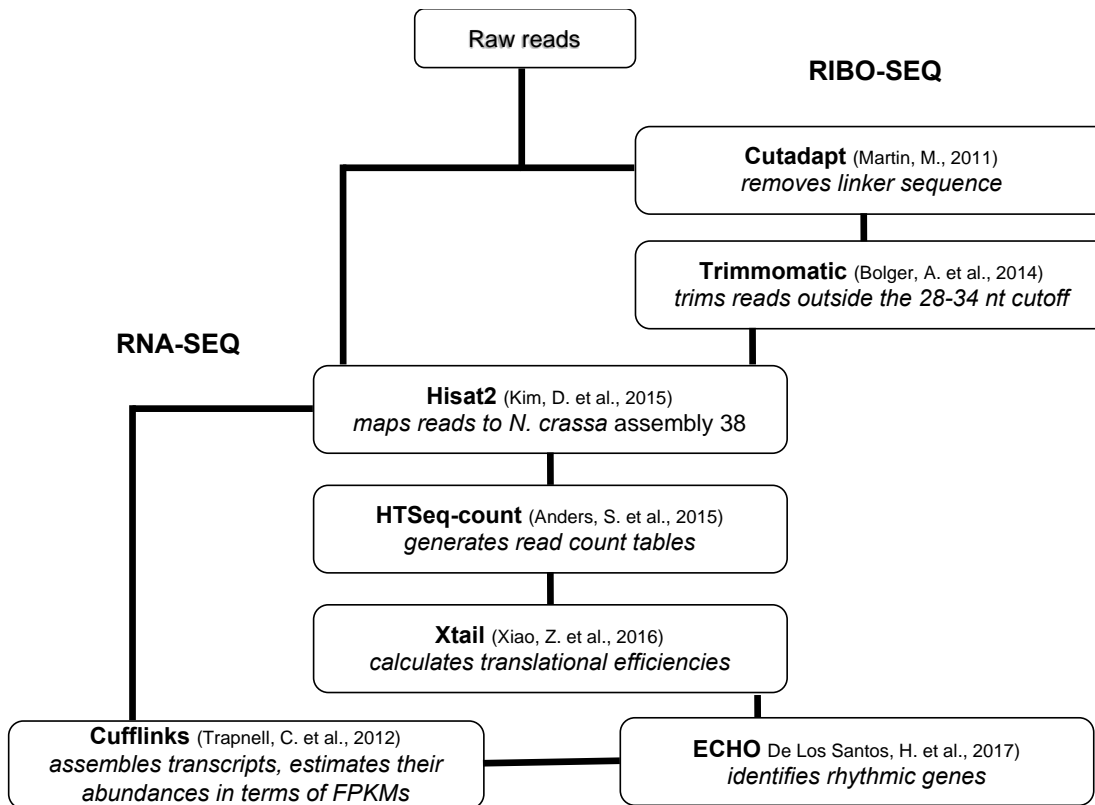 Raw reads
RIBO-SEQ
Cutadapt (Martin, M., 2011)
removes linker sequence
Trimmomatic (Bolger, A. et al., 2014)
trims reads outside the 28-34 nt cutoff
RNA-SEQ
Hisat2 (Kim, D. et al., 2015)
maps reads to N. crassa assembly 38
HTSeq-count (Anders, S. et al., 2015)
generates read count tables
Xtail (Xiao, Z. et al., 2016)
calculates translational efficiencies
Cufflinks (Trapnell, C. et al., 2012)
assembles transcripts, estimates their
abundances in terms of FPKMs
ECHO De Los Santos, H. et al., 2017)
identifies rhythmic genes